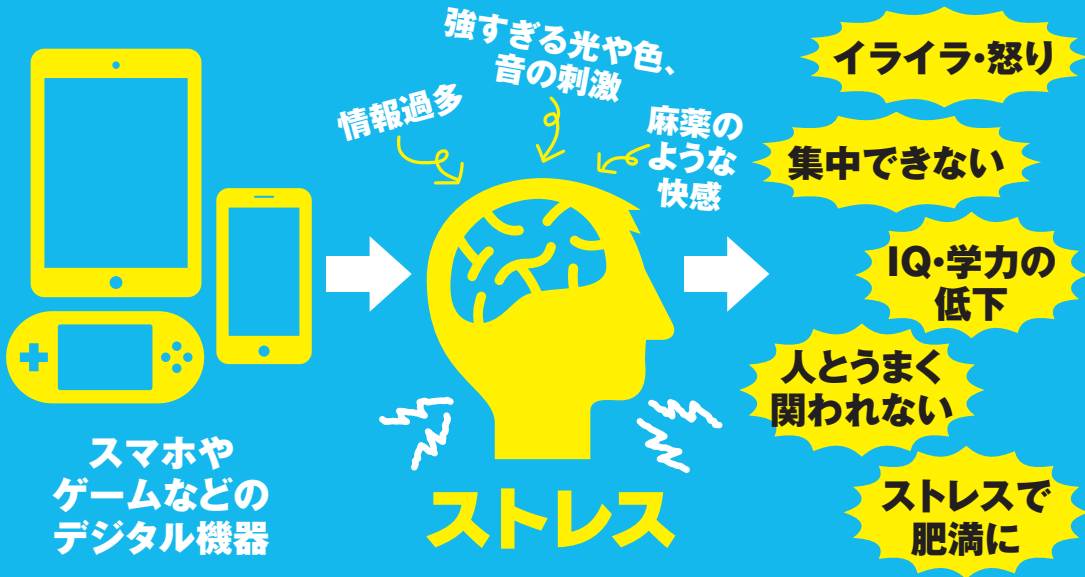 スマホや
ゲームなどの
デジタル機器
情報過多
強すぎる光や色、
音の刺激
麻薬の
ような
快感
ストレス
イライラ・怒り
集中できない
IQ・学力の
低下
人とうまく
関われない
ストレスで
肥満に